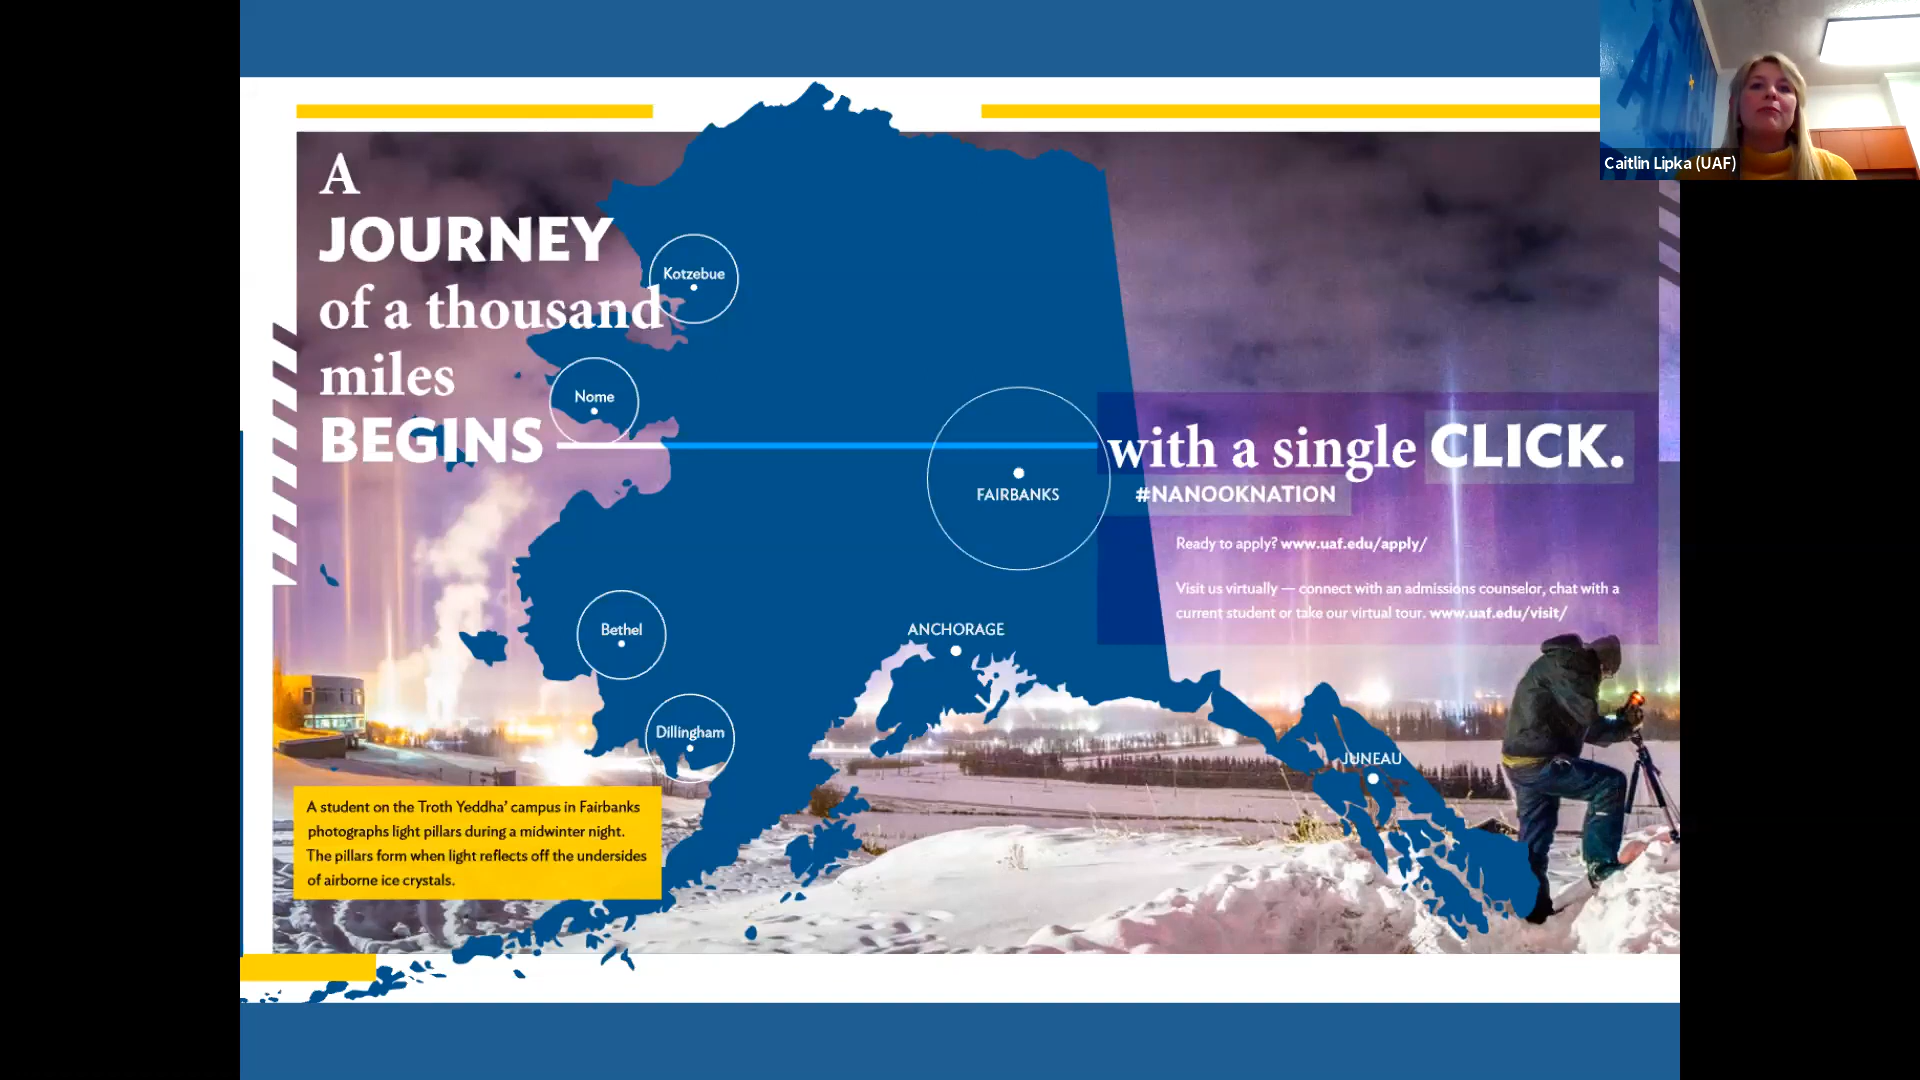 A
JOURNEY
of a thousand
miles
BEGINS
with a single CLICK.
#NANOOKNATION
Ready to apply? www.uaf.edu/apply/
Visit us virtually — connect with an admissions counselor, chat with a
current student or take our virtual tour. www.uaf.edu/visit/
Kotzebue
Nome
FAIRBANKS
Bethel
ANCHORAGE
Dillingham
JUNEAU
A student on the Troth Yeddha’ campus in Fairbanks
photographs light pillars during a midwinter night.
The pillars form when light reflects off the undersides
of airborne ice crystals.
Caitlin Lipka (UAF)